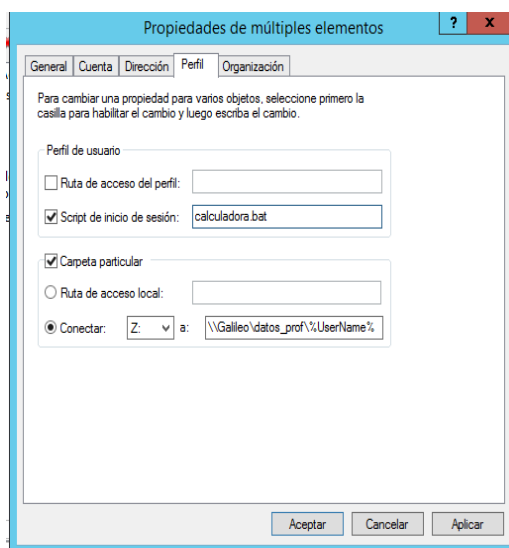 Propiedades de múltiples elementos
? x
General Cuenta Dirección Perfil Organización
Para cambiar una propiedad para varios objetos, seleccione primero la
casilla para habilitar el cambio y luego escriba el cambio.
Perfil de usuario
Ruta de acceso del perfil:
Script de inicio de sesión: calculadora.bat
Carpeta particular
Ruta de acceso local:
Conectar: Z: a: \\Galileo\datos_prof\%UserName%
Aceptar Cancelar Aplicar